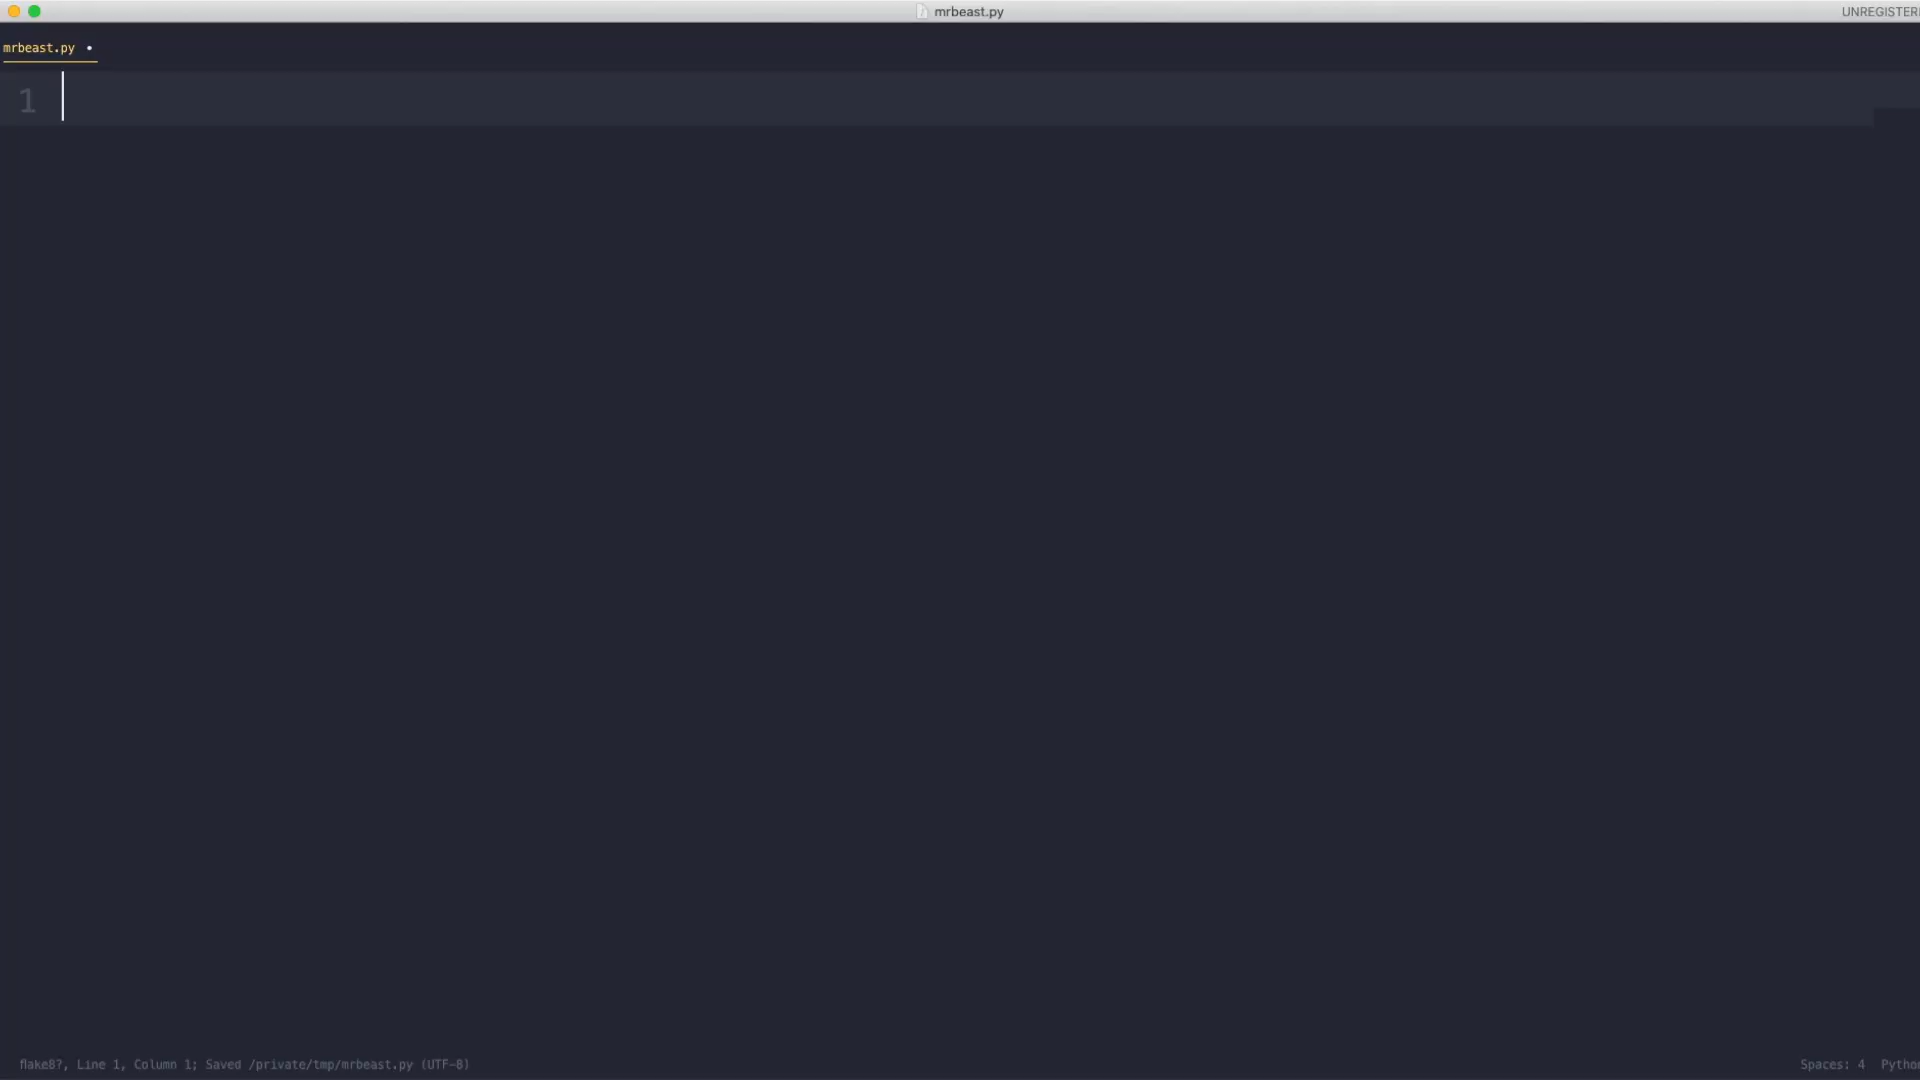 mrbeast.py
UNREGISTER
mrbeast.py •
1
flake8?, Line 1, Column 1; Saved /private/tmp/mrbeast.py (UTF-8)
Spaces: 4 Pytho